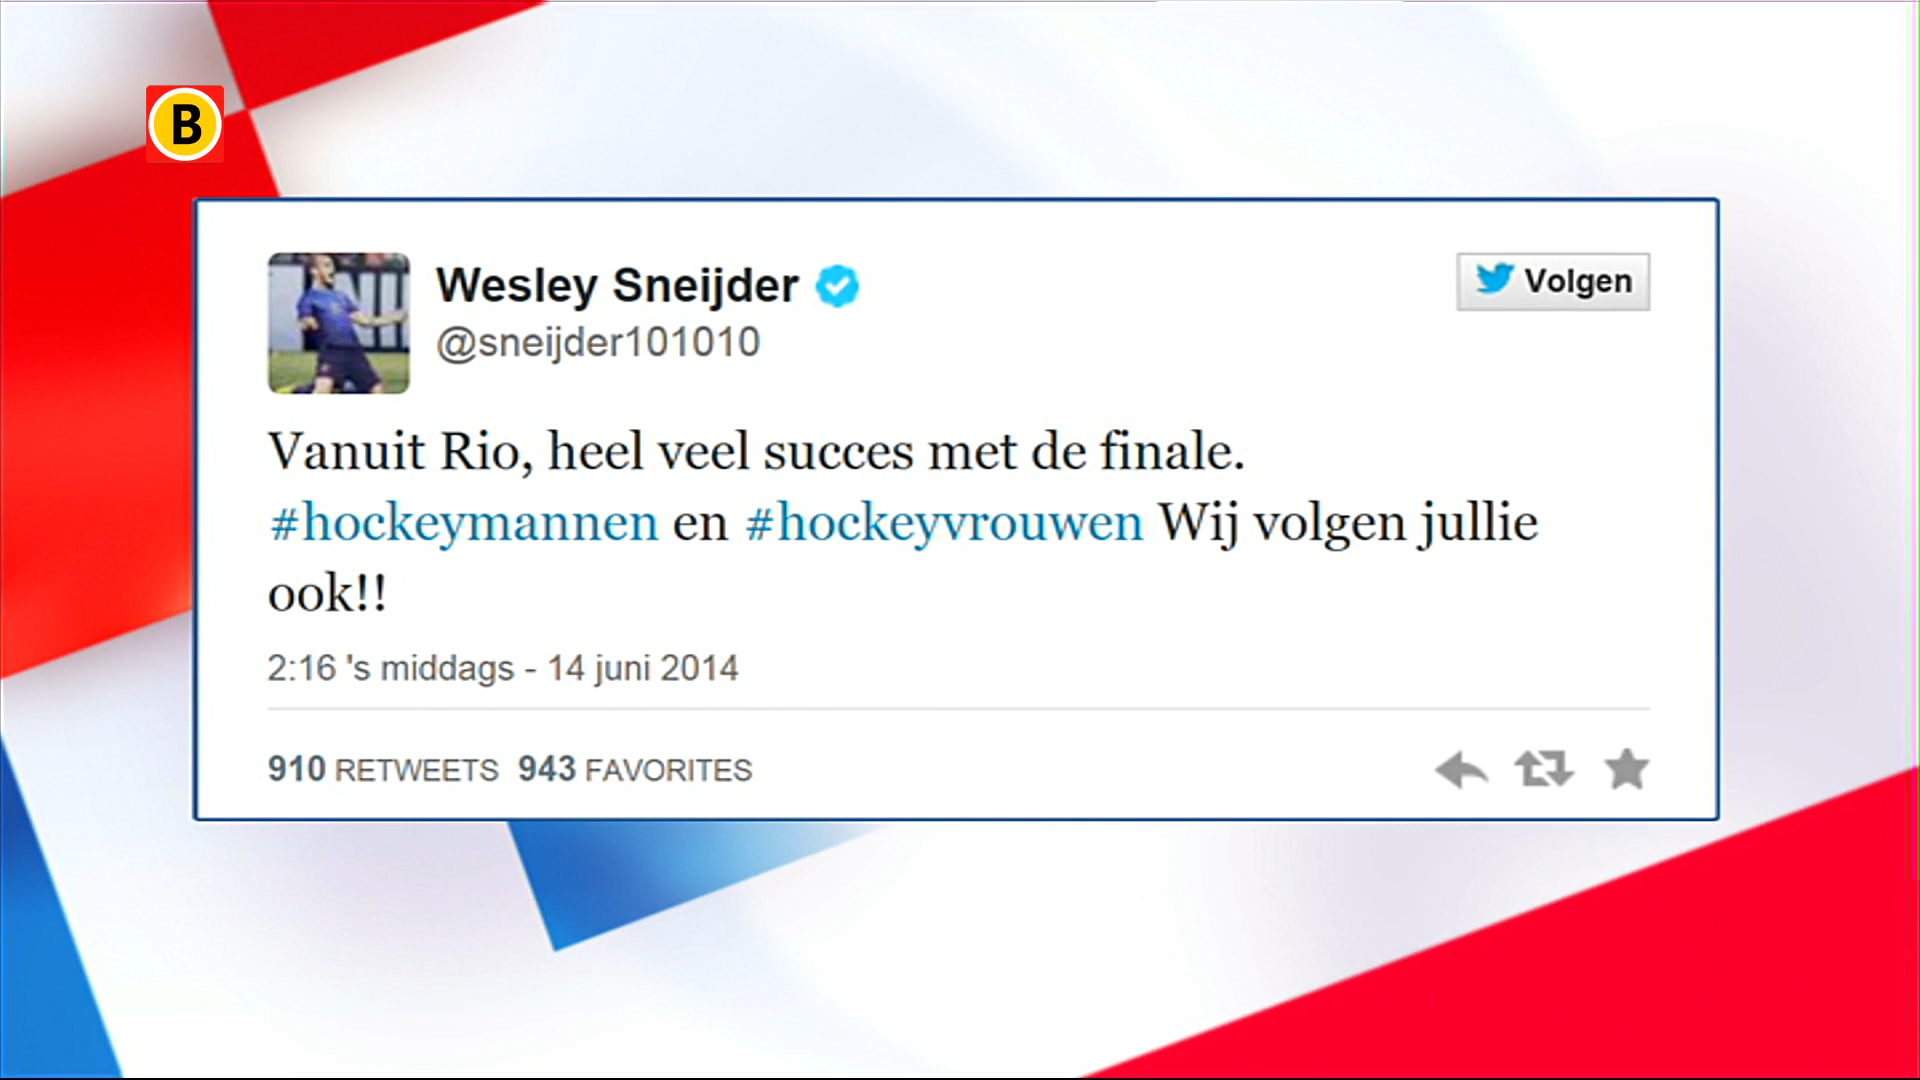 B
Wesley Sneijder
Volgen
@sneijder101010
Vanuit Rio, heel veel succes met de finale.
#hockeymannen en #hockeyvrouwen Wij volgen jullie
ook!!
2:16 's middags - 14 juni 2014
910 RETWEETS 943 FAVORITES